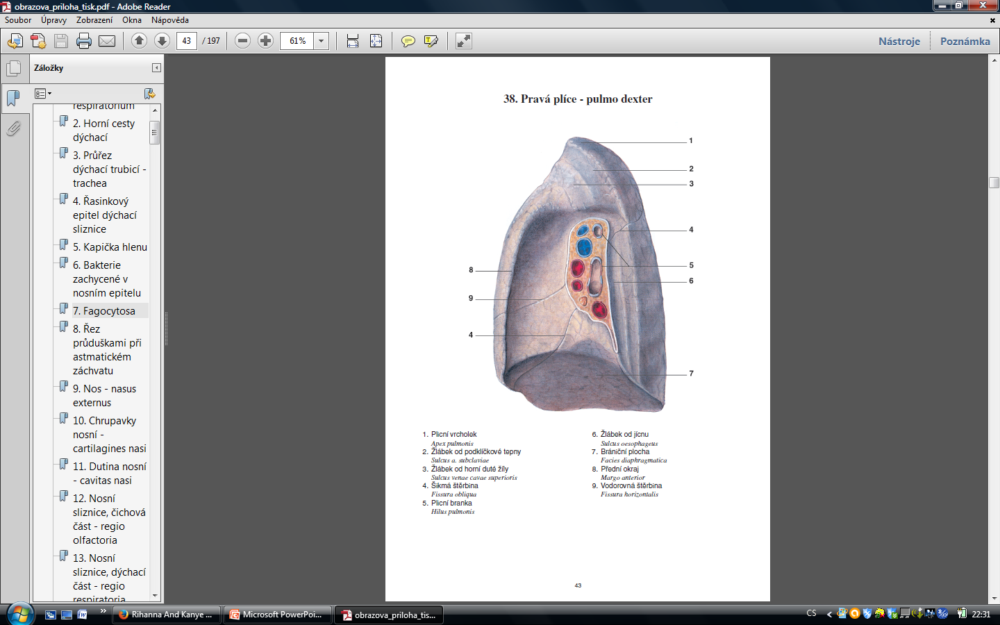 obrazova_priloha_tisk.pdf - Adobe Reader
Soubor Úpravy Zobrazení Okna Nápověda
43 / 197 61% Nástroje Poznámka
Záložky
respiratorium
2. Horní cesty
dýchací
3. Průřez
dýchací trubicí -
trachea
4. Řasinkový
epitel dýchací
sliznice
5. Kapička hlenu
6. Bakterie
zachycené v
nosním epitelu
7. Fagocytosa
8. Řez
průduškami při
astmatickém
záchvatu
9. Nos - nasus
externus
10. Chrupavky
nosní -
cartilagines nasi
11. Dutina nosní
- cavitas nasi
12. Nosní
sliznice, čichová
část - regio
olfactoria
13. Nosní
sliznice, dýchací
část - regio
respiratoria
38. Pravá plíce - pulmo dexter
1
2
3
4
5
6
7
8
9
4
1. Plicní vrcholek
Apex pulmonis
2. Žlábek od podklíčkové tepny
Sulcus a. subclaviae
3. Žlábek od horní duté žíly
Sulcus venae cavae superioris
4. Šikmá štěrbina
Fissura obliqua
5. Plicní branka
Hilus pulmonis
6. Žlábek od jícnu
Sulcus oesophageus
7. Brániční plocha
Facies diaphragmatica
8. Přední okraj
Margo anterior
9. Vodorovná štěrbina
Fissura horizontalis
43
» Rihanna And Kanye ... Microsoft PowerPoi... obrazova_priloha_tis... CS 22:31